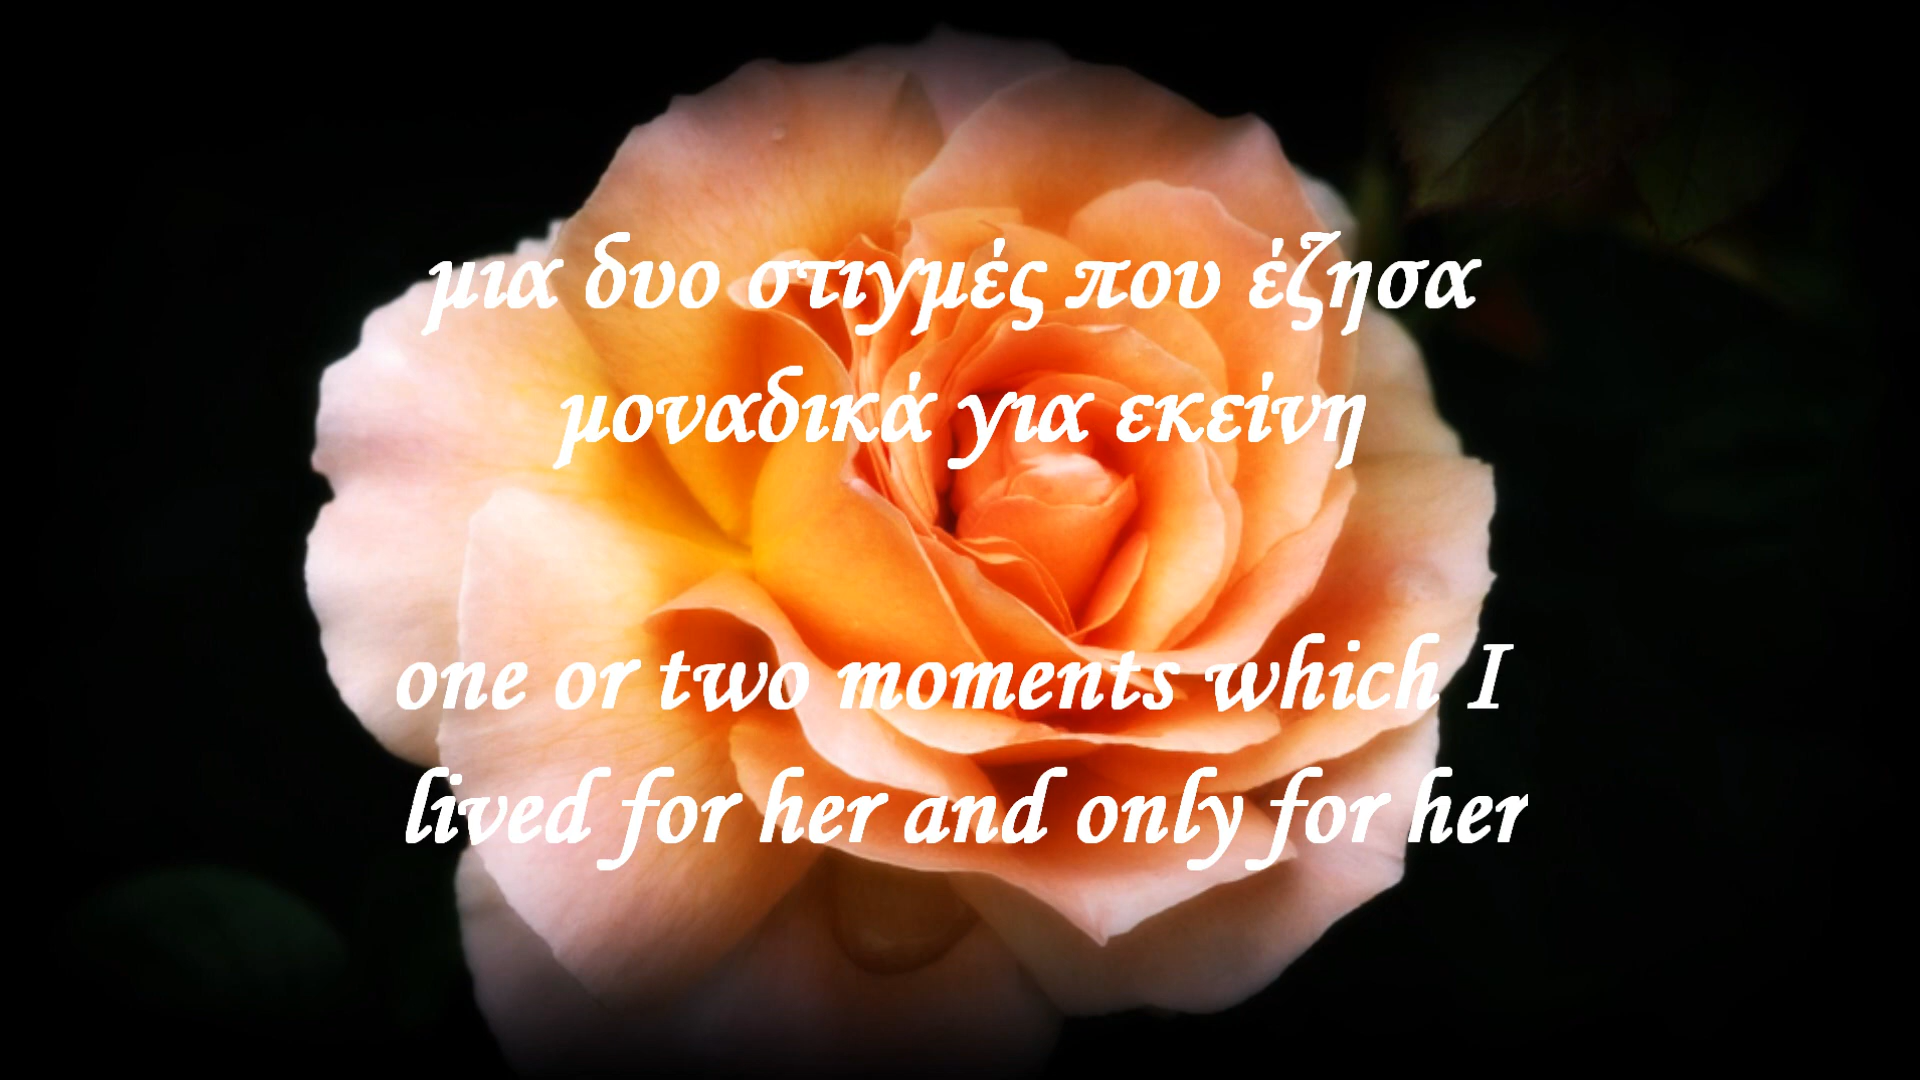 μια δυο στιγμές που έζησα
μοναδικά για εκείνη
one or two moments which I
lived for her and only for her